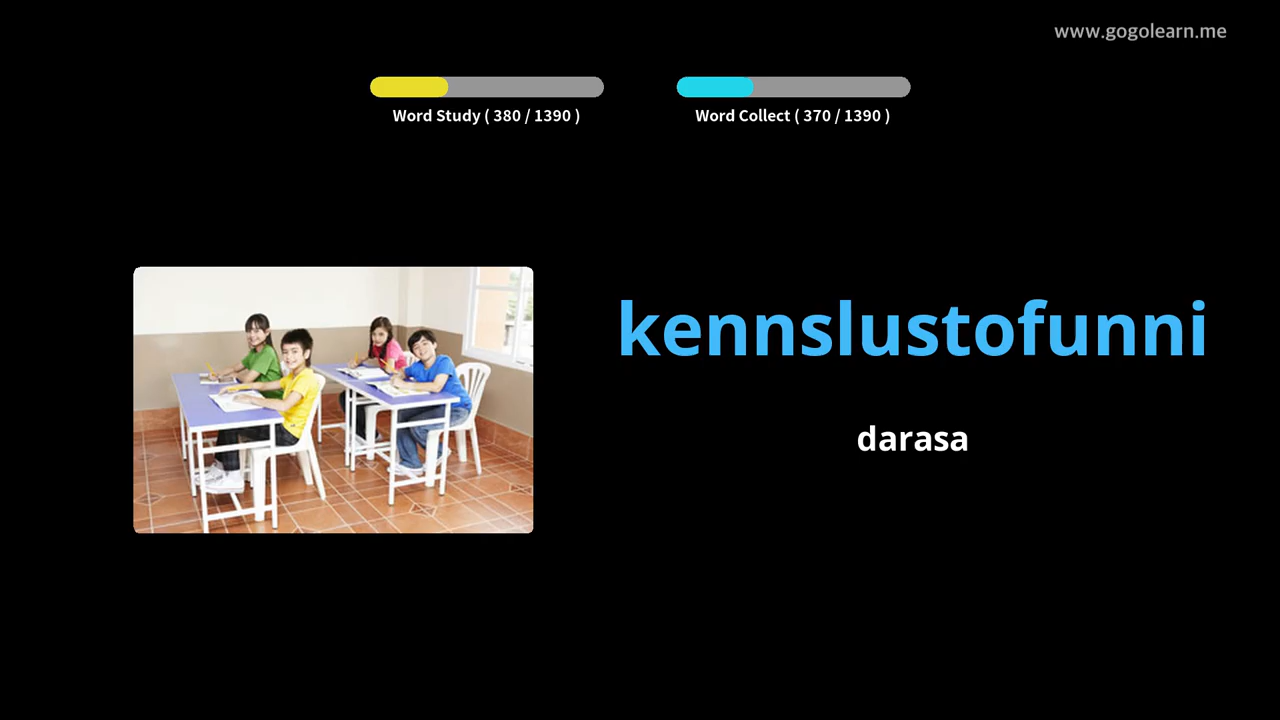 www.gogolearn.me
Word Study ( 380 / 1390 )
Word Collect ( 370 / 1390 )
kennslustofunni
darasa